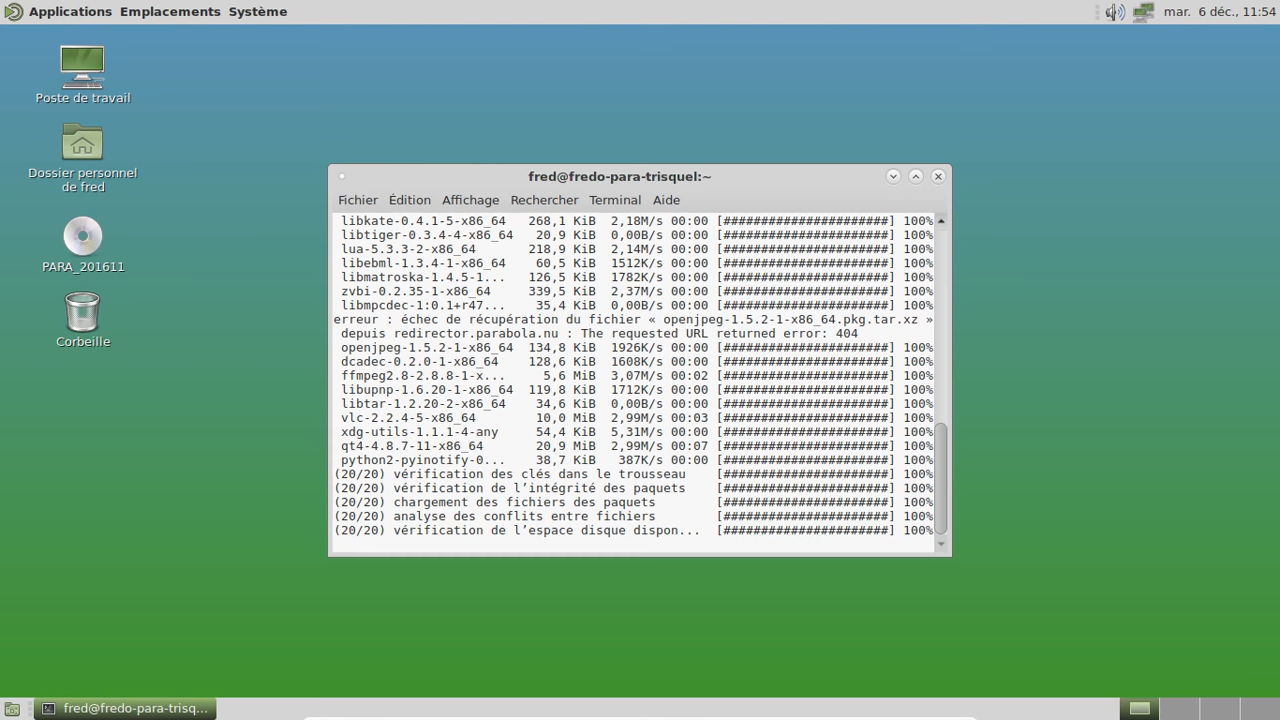 Applications Emplacements Système
mar. 6 déc., 11:54
Poste de travail
Dossier personnel
de fred
PARA_201611
Corbeille
fred@fredo-para-trisquel:~
Fichier Édition Affichage Rechercher Terminal Aide
libkate-0.4.1-5-x86_64 268,1 KiB 2,18M/s 00:00 [######################] 100%
libtiger-0.3.4-4-x86_64 20,9 KiB 0,00B/s 00:00 [######################] 100%
lua-5.3.3-2-x86_64 218,9 KiB 2,14M/s 00:00 [######################] 100%
libebml-1.3.4-1-x86_64 60,5 KiB 1512K/s 00:00 [######################] 100%
libmatroska-1.4.5-1... 126,5 KiB 1782K/s 00:00 [######################] 100%
zvbi-0.2.35-1-x86_64 339,5 KiB 2,37M/s 00:00 [######################] 100%
libmpcdec-1:0.1+r47... 35,4 KiB 0,00B/s 00:00 [######################] 100%
erreur : échec de récupération du fichier « openjpeg-1.5.2-1-x86_64.pkg.tar.xz »
depuis redirector.parabola.nu : The requested URL returned error: 404
openjpeg-1.5.2-1-x86_64 134,8 KiB 1926K/s 00:00 [######################] 100%
dcadec-0.2.0-1-x86_64 128,6 KiB 1608K/s 00:00 [######################] 100%
ffmpeg2.8-2.8.8-1-x... 5,6 MiB 3,07M/s 00:02 [######################] 100%
libupnp-1.6.20-1-x86_64 119,8 KiB 1712K/s 00:00 [######################] 100%
libtar-1.2.20-2-x86_64 34,6 KiB 0,00B/s 00:00 [######################] 100%
vlc-2.2.4-5-x86_64 10,0 MiB 2,99M/s 00:03 [######################] 100%
xdg-utils-1.1.1-4-any 54,4 KiB 5,31M/s 00:00 [######################] 100%
qt4-4.8.7-11-x86_64 20,9 MiB 2,99M/s 00:07 [######################] 100%
python2-pyinotify-0... 38,7 KiB 387K/s 00:00 [######################] 100%
(20/20) vérification des clés dans le trousseau [######################] 100%
(20/20) vérification de l’intégrité des paquets [######################] 100%
(20/20) chargement des fichiers des paquets [######################] 100%
(20/20) analyse des conflits entre fichiers [######################] 100%
(20/20) vérification de l’espace disque dispon... [######################] 100%
fred@fredo-para-trisq...